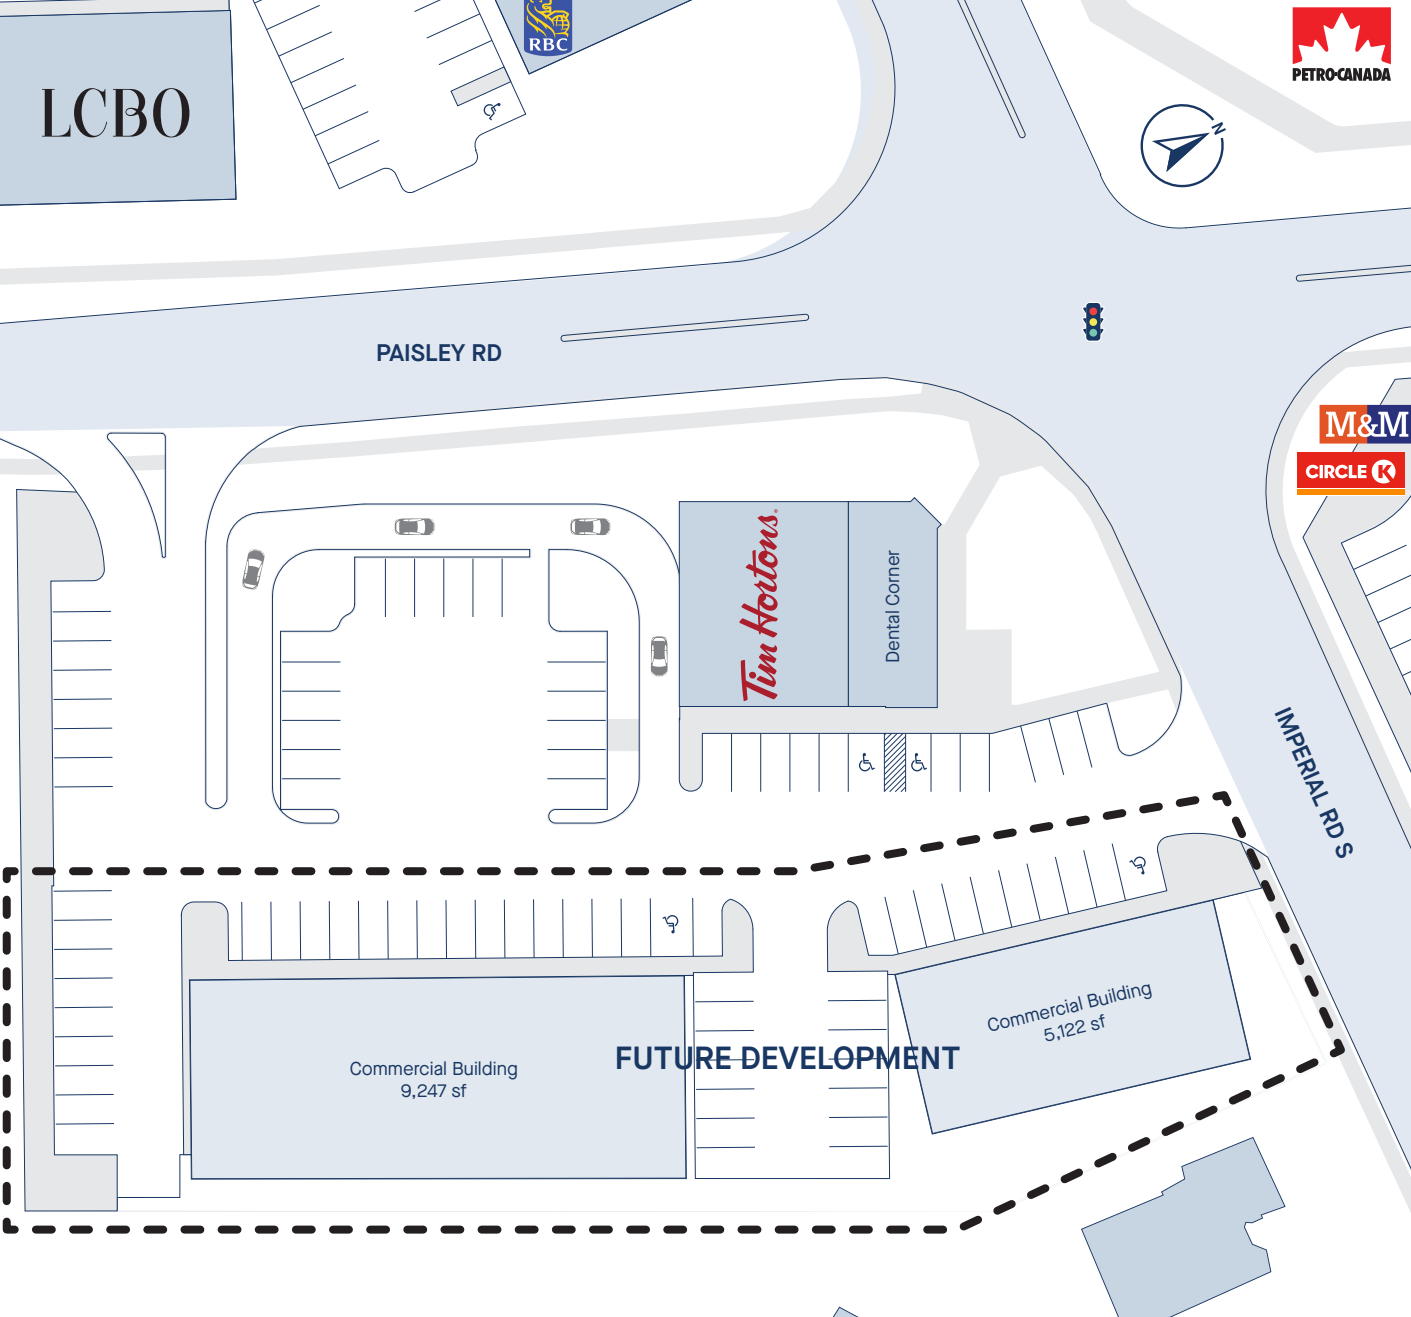 RBC
PETRO-CANADA
LCBO
N
PAISLEY RD
M&M
CIRCLE K
Tim Hortons
Dental Corner
IMPERIAL RD S
Commercial Building
5,122 sf
FUTURE DEVELOPMENT
Commercial Building
9,247 sf